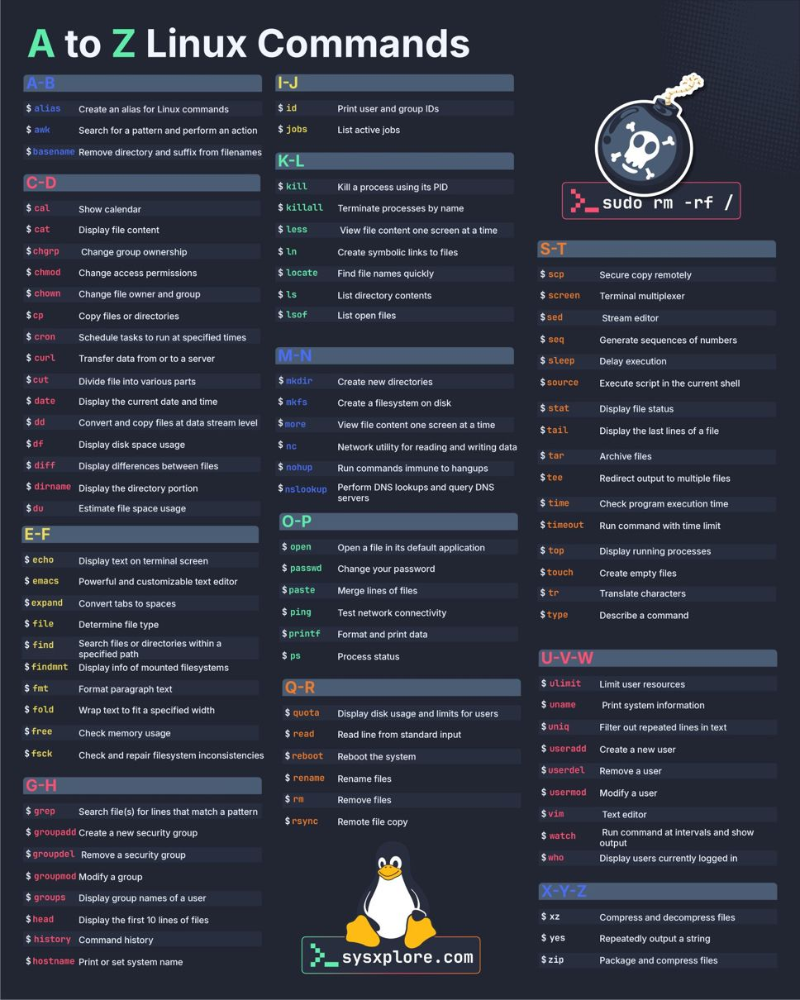 A to Z Linux Commands
A-B
$ alias Create an alias for Linux commands
$ awk Search for a pattern and perform an action
$ basename Remove directory and suffix from filenames
C-D
$ cal Show calendar
$ cat Display file content
$ chgrp Change group ownership
$ chmod Change access permissions
$ chown Change file owner and group
$ cp Copy files or directories
$ cron Schedule tasks to run at specified times
$ curl Transfer data from or to a server
$ cut Divide file into various parts
$ date Display the current date and time
$ dd Convert and copy files at data stream level
$ df Display disk space usage
$ diff Display differences between files
$ dirname Display the directory portion
$ du Estimate file space usage
E-F
$ echo Display text on terminal screen
$ emacs Powerful and customizable text editor
$ expand Convert tabs to spaces
$ file Determine file type
$ find Search files or directories within a
specified path
$ findmnt Display info of mounted filesystems
$ fmt Format paragraph text
$ fold Wrap text to fit a specified width
$ free Check memory usage
$ fsck Check and repair filesystem inconsistencies
G-H
$ grep Search file(s) for lines that match a pattern
$ groupadd Create a new security group
$ groupdel Remove a security group
$ groupmod Modify a group
$ groups Display group names of a user
$ head Display the first 10 lines of files
$ history Command history
$ hostname Print or set system name
I-J
$ id Print user and group IDs
$ jobs List active jobs
K-L
$ kill Kill a process using its PID
$ killall Terminate processes by name
$ less View file content one screen at a time
$ ln Create symbolic links to files
$ locate Find file names quickly
$ ls List directory contents
$ lsof List open files
M-N
$ mkdir Create new directories
$ mkfs Create a filesystem on disk
$ more View file content one screen at a time
$ nc Network utility for reading and writing data
$ nohup Run commands immune to hangups
$ nslookup Perform DNS lookups and query DNS
servers
O-P
$ open Open a file in its default application
$ passwd Change your password
$ paste Merge lines of files
$ ping Test network connectivity
$ printf Format and print data
$ ps Process status
Q-R
$ quota Display disk usage and limits for users
$ read Read line from standard input
$ reboot Reboot the system
$ rename Rename files
$ rm Remove files
$ rsync Remote file copy
sysxplore.com
sudo rm -rf /
S-T
$ scp Secure copy remotely
$ screen Terminal multiplexer
$ sed Stream editor
$ seq Generate sequences of numbers
$ sleep Delay execution
$ source Execute script in the current shell
$ stat Display file status
$ tail Display the last lines of a file
$ tar Archive files
$ tee Redirect output to multiple files
$ time Check program execution time
$ timeout Run command with time limit
$ top Display running processes
$ touch Create empty files
$ tr Translate characters
$ type Describe a command
U-V-W
$ ulimit Limit user resources
$ uname Print system information
$ uniq Filter out repeated lines in text
$ useradd Create a new user
$ userdel Remove a user
$ usermod Modify a user
$ vim Text editor
$ watch Run command at intervals and show
output
$ who Display users currently logged in
X-Y-Z
$ xz Compress and decompress files
$ yes Repeatedly output a string
$ zip Package and compress files